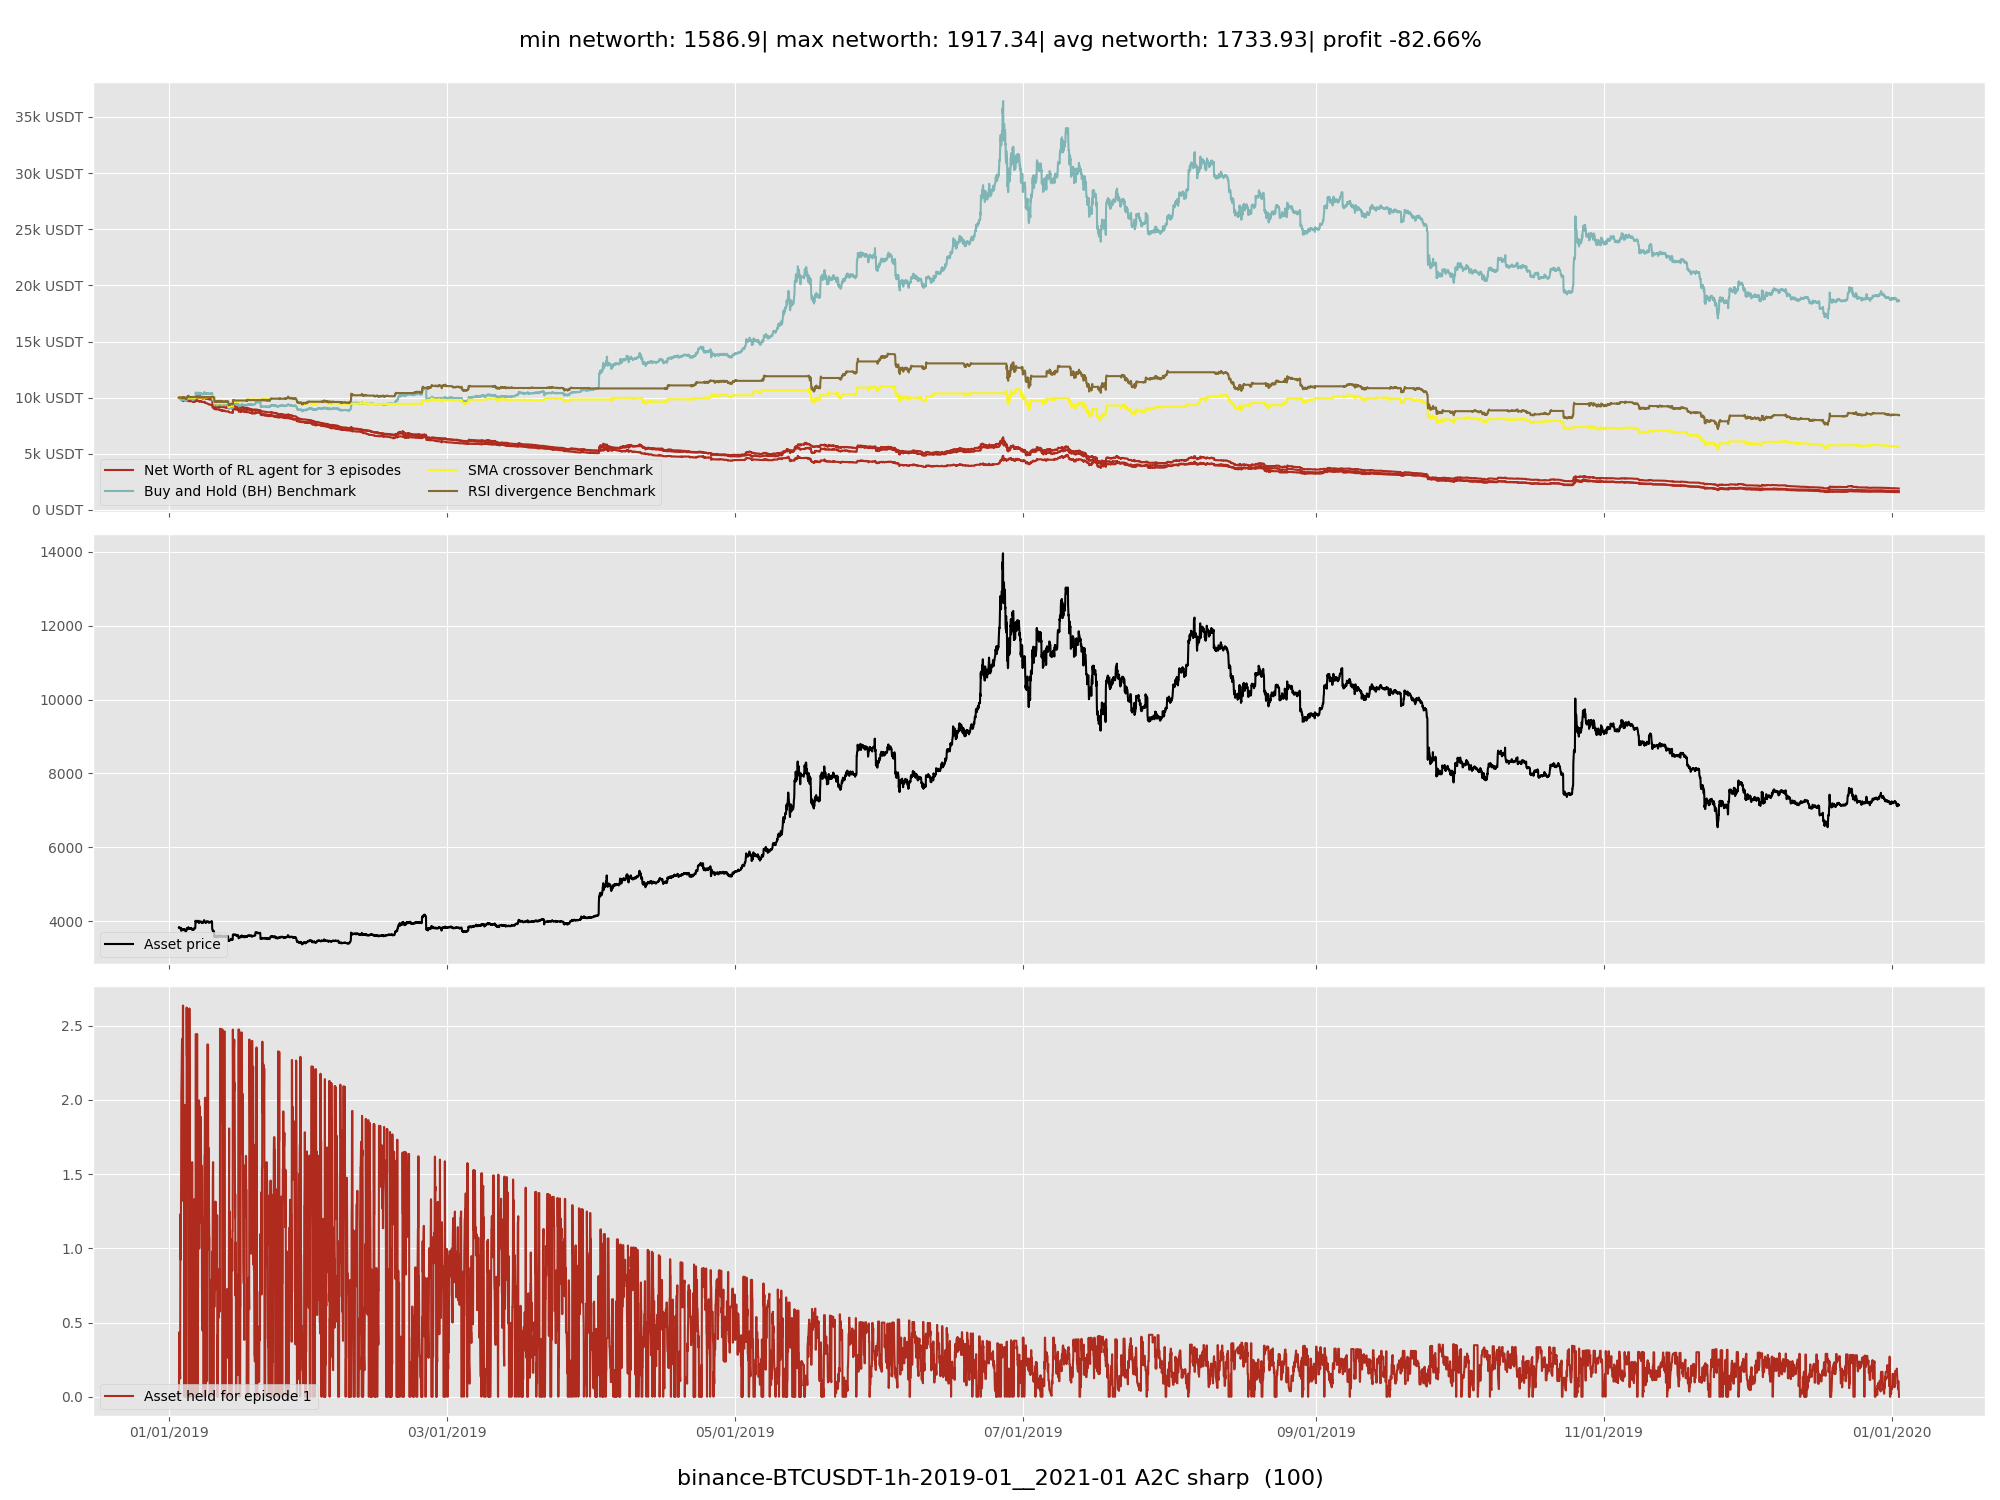 min networth: 1586.9| max networth: 1917.34| avg networth: 1733.93| profit -82.66%
35k USDT
30k USDT
25k USDT
20k USDT
15k USDT
10k USDT
5k USDT
0 USDT
Net Worth of RL agent for 3 episodes
Buy and Hold (BH) Benchmark
SMA crossover Benchmark
RSI divergence Benchmark
14000
12000
10000
8000
6000
4000
Asset price
2.5
2.0
1.5
1.0
0.5
0.0
Asset held for episode 1
01/01/2019 03/01/2019 05/01/2019 07/01/2019 09/01/2019 11/01/2019 01/01/2020
binance-BTCUSDT-1h-2019-01__2021-01 A2C sharp (100)